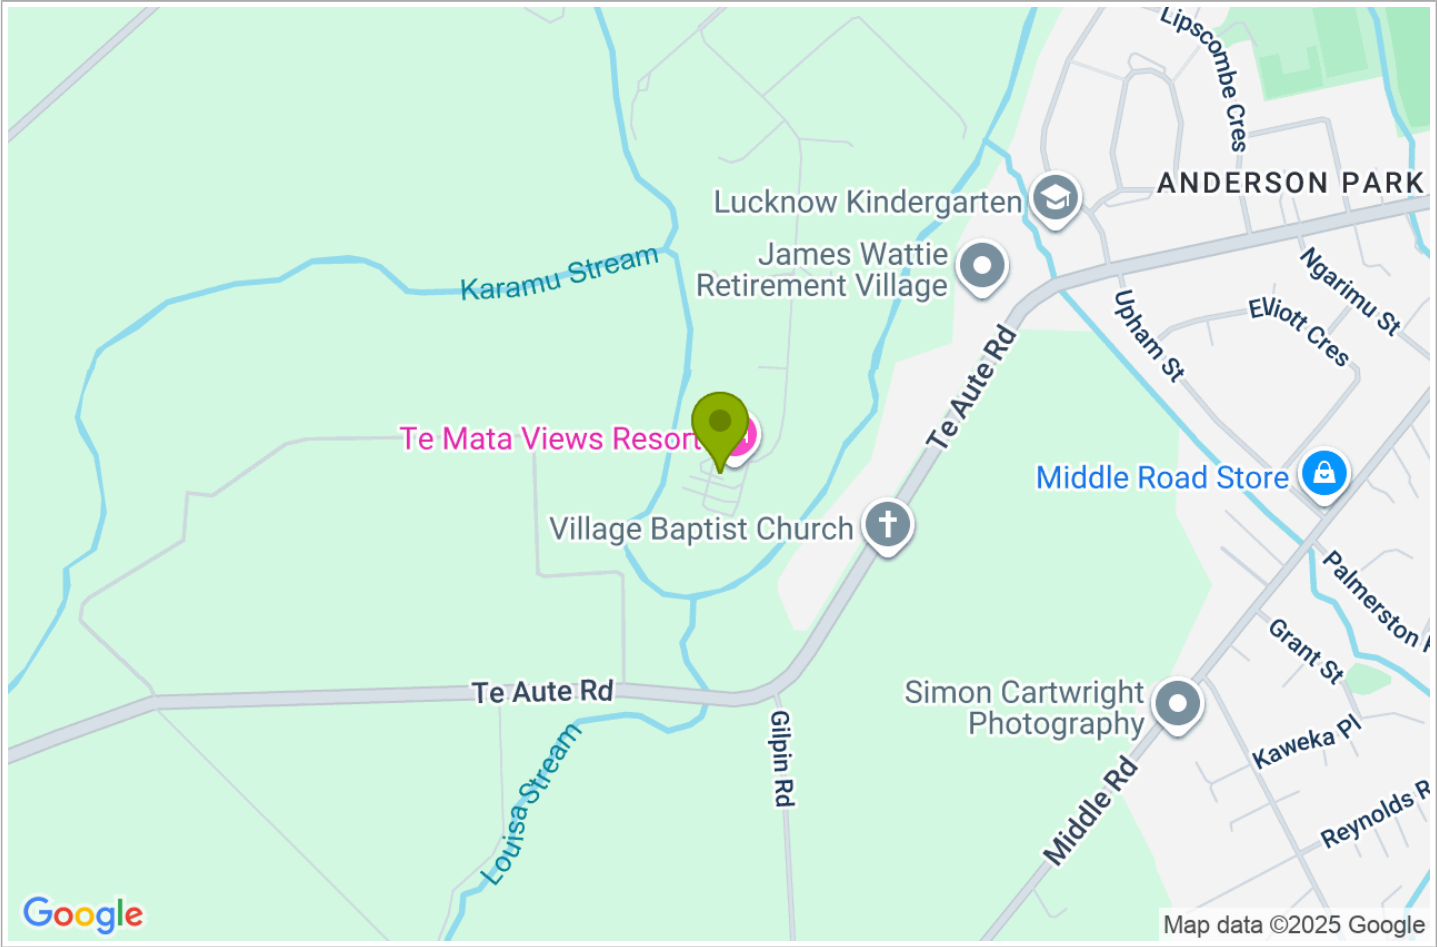 Lipscombe Cres
ANDERSON PARK
Lucknow Kindergarten
James Wattie
Retirement Village
Karamu Stream
Ngarimu St
Elliott Cres
Upham St
Te Aute Rd
Te Mata Views Resort
Middle Road Store
Village Baptist Church
Palmerston
Grant St
Te Aute Rd
Simon Cartwright
Photography
Gilpin Rd
Kaweka Pl
Louisa Stream
Middle Rd
Reynolds R
Google
Map data ©2025 Google